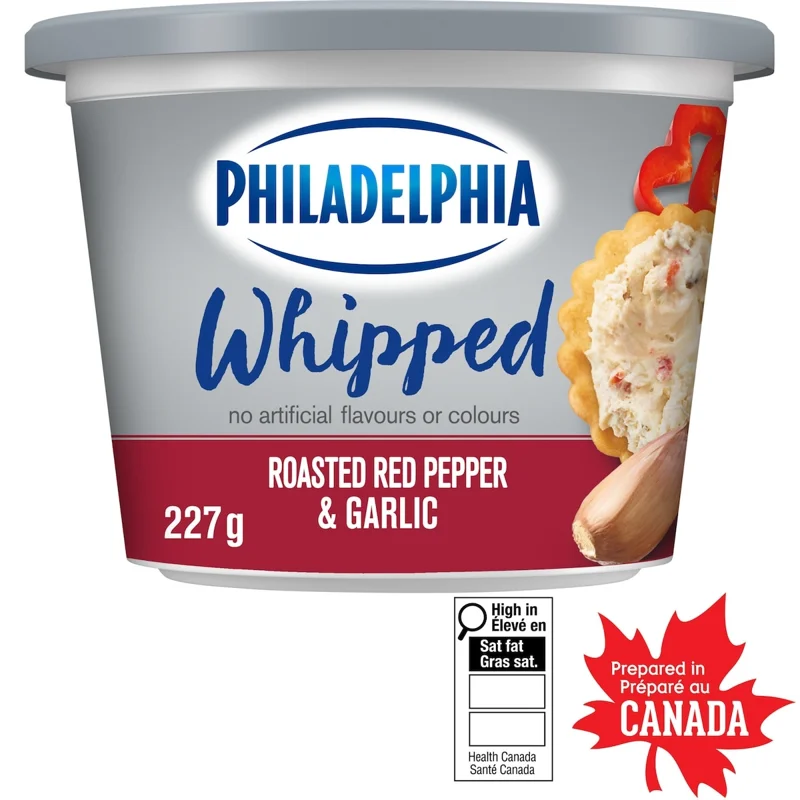 PHILADELPHIA
Whipped
no artificial flavours or colours
ROASTED RED PEPPER
& GARLIC
227g
High in
Élevé en
Sat fat
Gras sat.
Health Canada
Santé Canada
Prepared in
Préparé au
CANADA